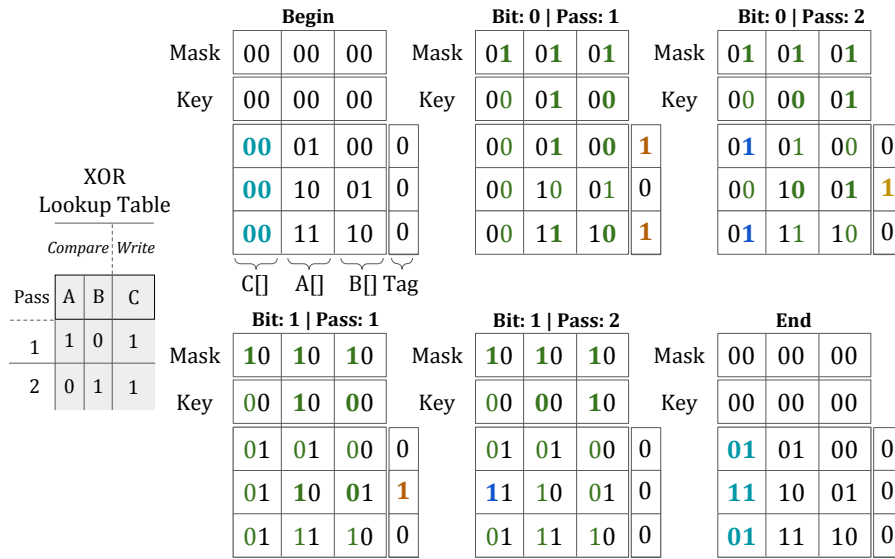 Begin
Mask 00 00 00
Key 00 00 00
00 01 00 0
00 10 01 0
00 11 10 0
C[] A[] B[] Tag
Bit: 0 | Pass: 1
Mask 01 01 01
Key 00 01 00
00 01 00 1
00 10 01 0
00 11 10 1
Bit: 0 | Pass: 2
Mask 01 01 01
Key 00 00 01
01 01 00 0
00 10 01 1
01 11 10 0
XOR
Lookup Table
Compare Write
Pass A B C
1 1 0 1
2 0 1 1
Bit: 1 | Pass: 1
Mask 10 10 10
Key 00 10 00
01 01 00 0
01 10 01 1
01 11 10 0
Bit: 1 | Pass: 2
Mask 10 10 10
Key 00 00 10
01 01 00 0
11 10 01 0
01 11 10 0
End
Mask 00 00 00
Key 00 00 00
01 01 00 0
11 10 01 0
01 11 10 0